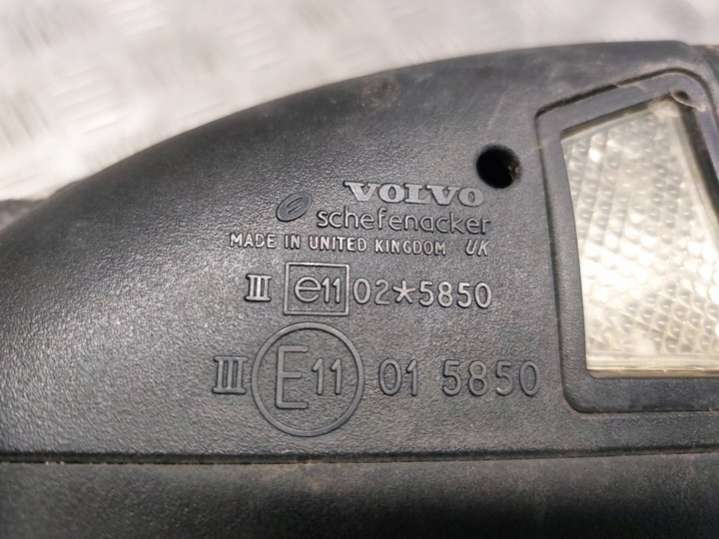 VOLVO
schefenacker
MADE IN UNITED KINGDOM UK
III e11 02*5850
III E11 01 5850